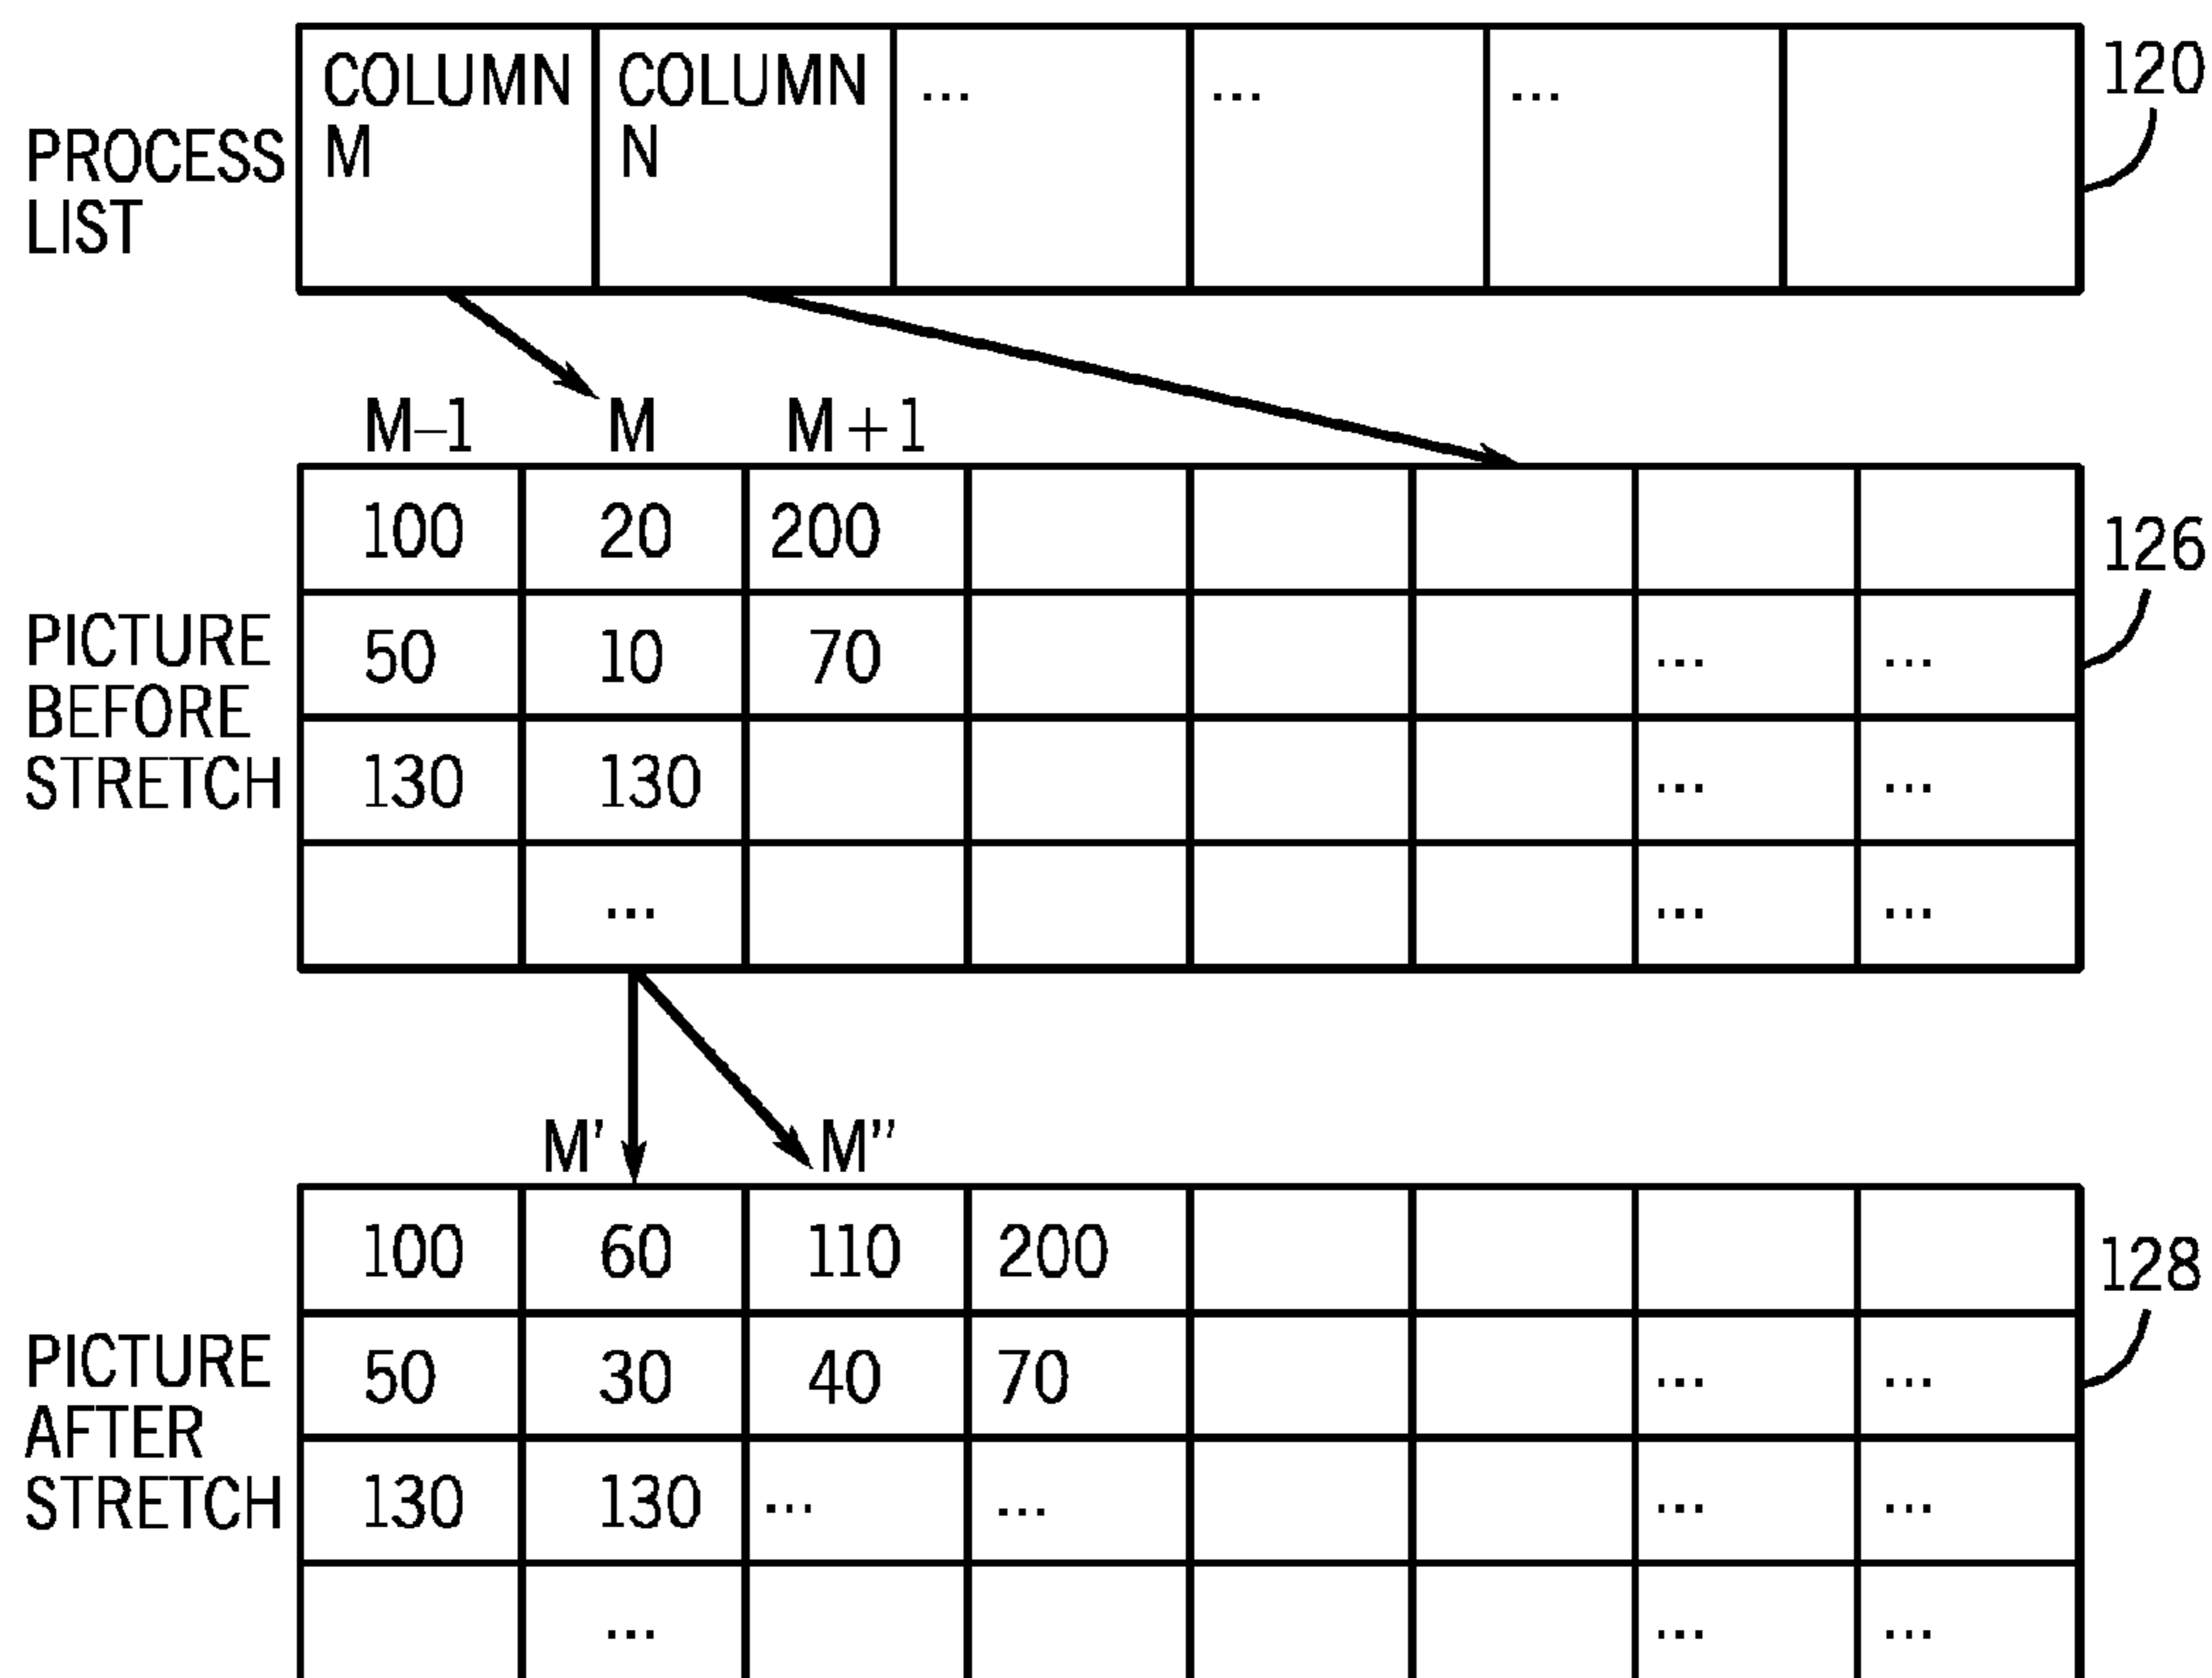 COLUMN M COLUMN N ... ... ...
120
PROCESS
LIST
M–1 M M+1
100 20 200
126
PICTURE
BEFORE
STRETCH
50 10 70 ... ...
130 130 ... ...
... ... ...
M' M''
100 60 110 200
128
PICTURE
AFTER
STRETCH
50 30 40 70 ... ...
130 130 ... ... ... ...
... ... ...